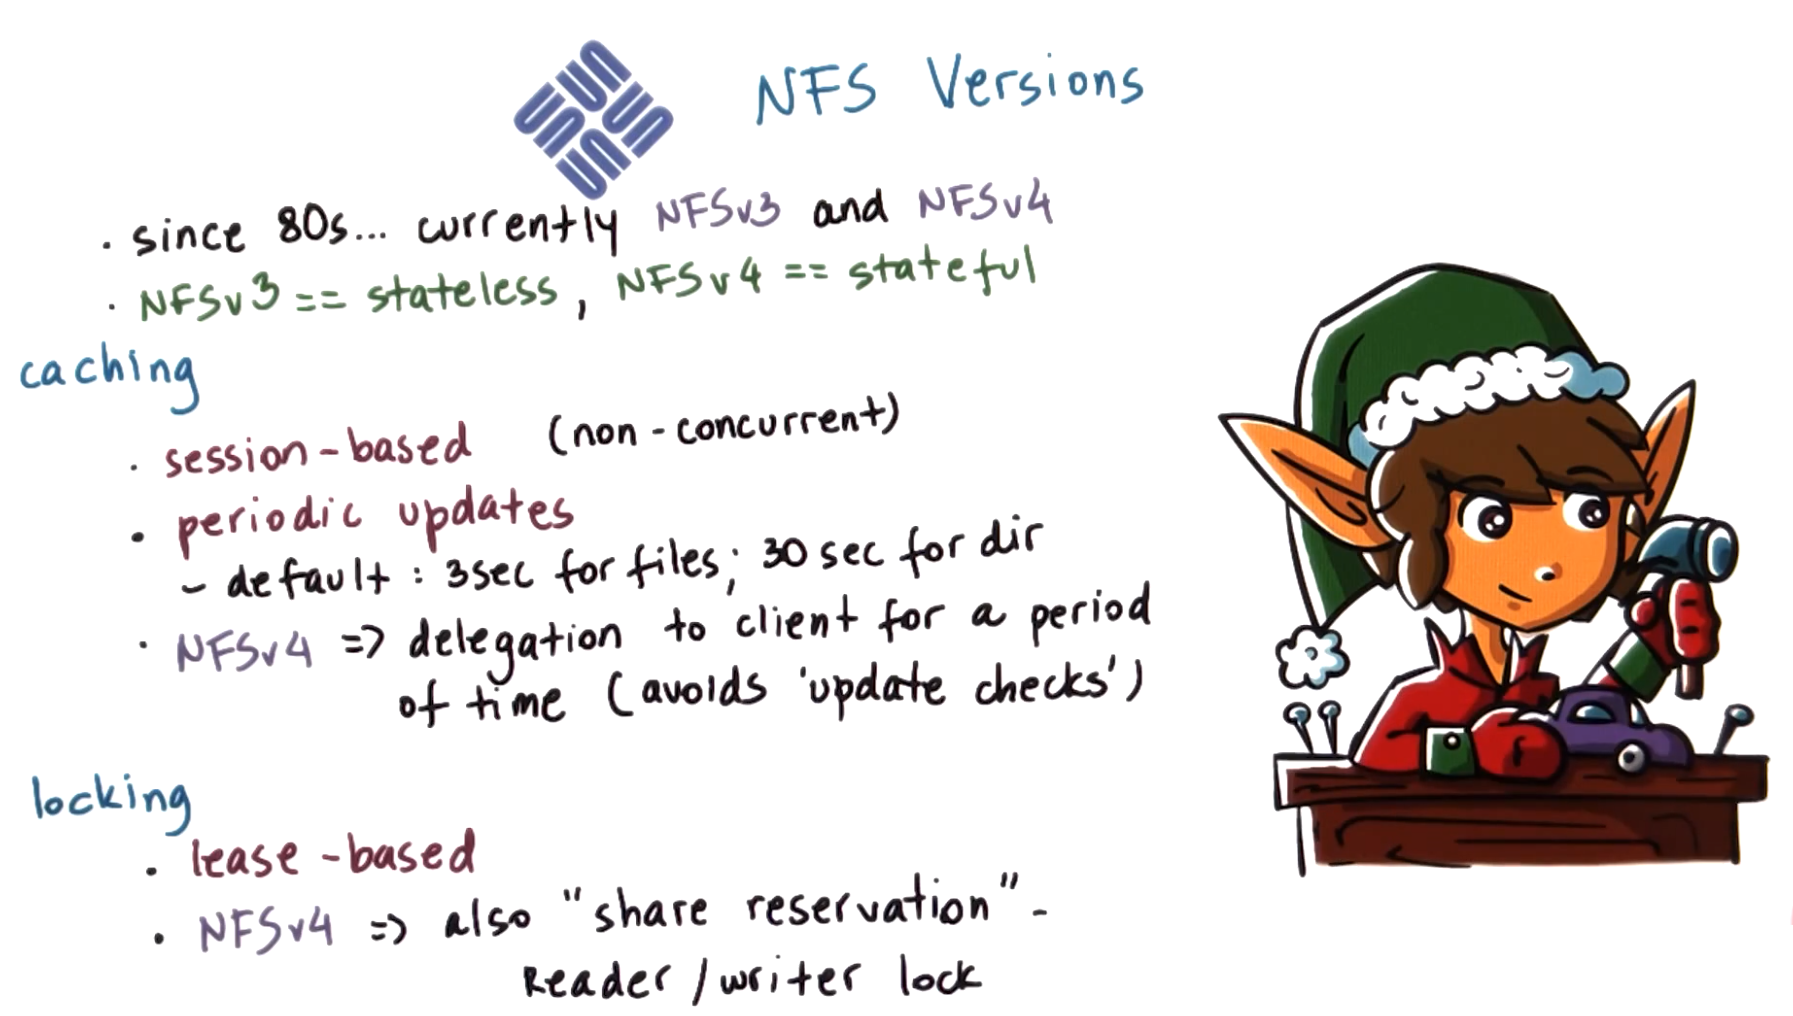 NFS Versions
. since 80s... currently NFSv3 and NFSv4
. NFSv3 == stateless, NFSv4 == stateful
caching
. session-based (non-concurrent)
. periodic updates
- default: 3sec for files; 30 sec for dir
. NFSv4 => delegation to client for a period
of time (avoids 'update checks')
locking
. lease-based
. NFSv4 => also "share reservation" -
Reader/writer lock